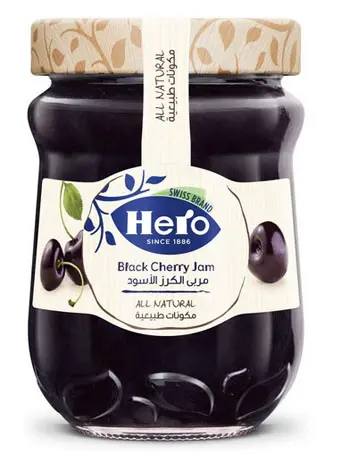 ALL NATURAL
مكونات طبيعية
SWISS BRAND
Hero
SINCE 1886
Black Cherry Jam
مربى الكرز الأسود
ALL NATURAL
مكونات طبيعية